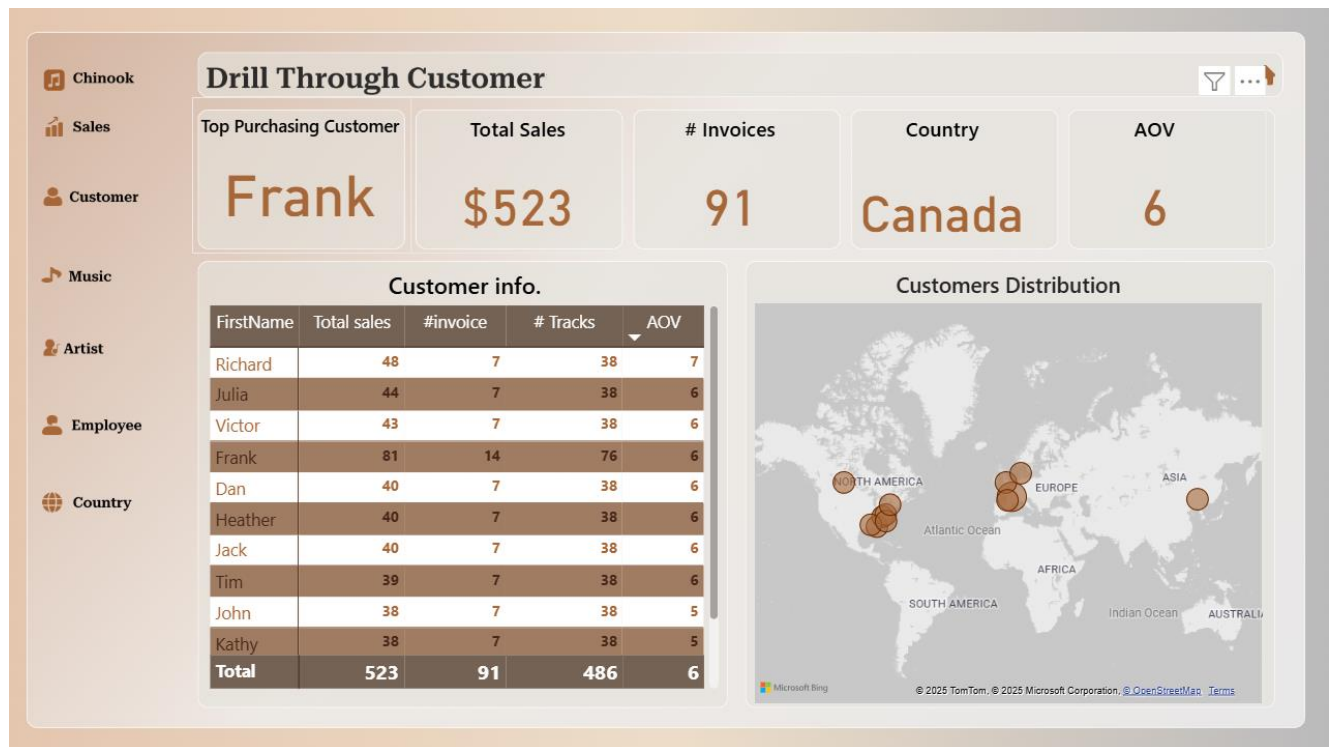 Chinook
Sales
Customer
Music
Artist
Employee
Country
Drill Through Customer
Top Purchasing Customer
Frank
Total Sales
$523
# Invoices
91
Country
Canada
AOV
6
Customer info.
FirstName Total sales #invoice # Tracks AOV
Richard 48 7 38 7
Julia 44 7 38 6
Victor 43 7 38 6
Frank 81 14 76 6
Dan 40 7 38 6
Heather 40 7 38 6
Jack 40 7 38 6
Tim 39 7 38 6
John 38 7 38 5
Kathy 38 7 38 5
Total 523 91 486 6
Customers Distribution
NORTH AMERICA
EUROPE
ASIA
Atlantic Ocean
AFRICA
SOUTH AMERICA
Indian Ocean
AUSTRALI
Microsoft Bing
© 2025 TomTom, © 2025 Microsoft Corporation, © OpenStreetMap Terms